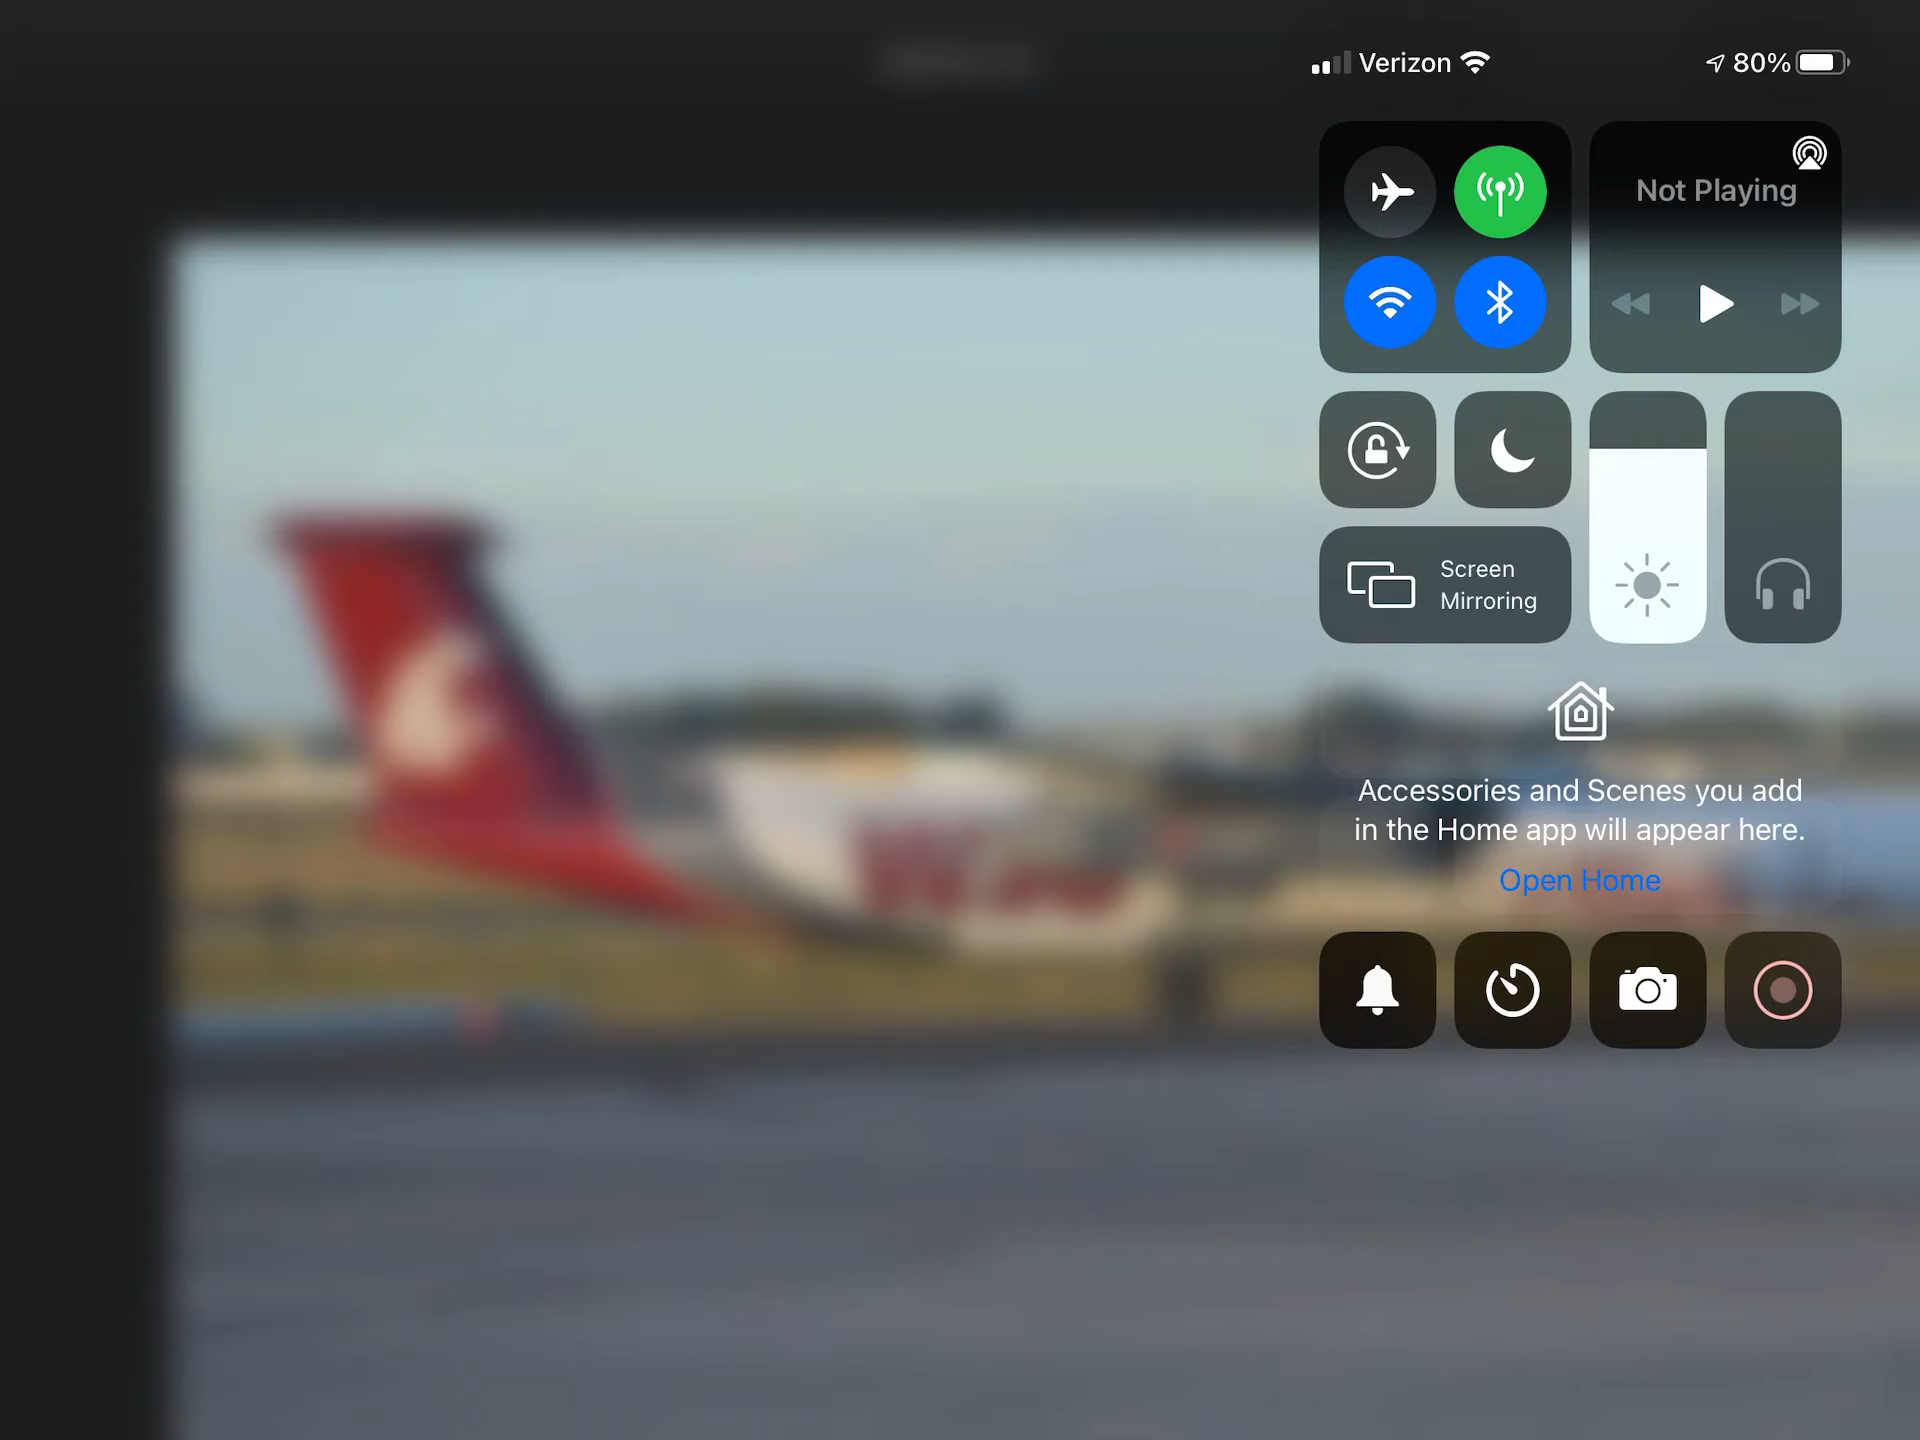 Verizon
80%
Not Playing
Screen
Mirroring
Accessories and Scenes you add
in the Home app will appear here.
Open Home